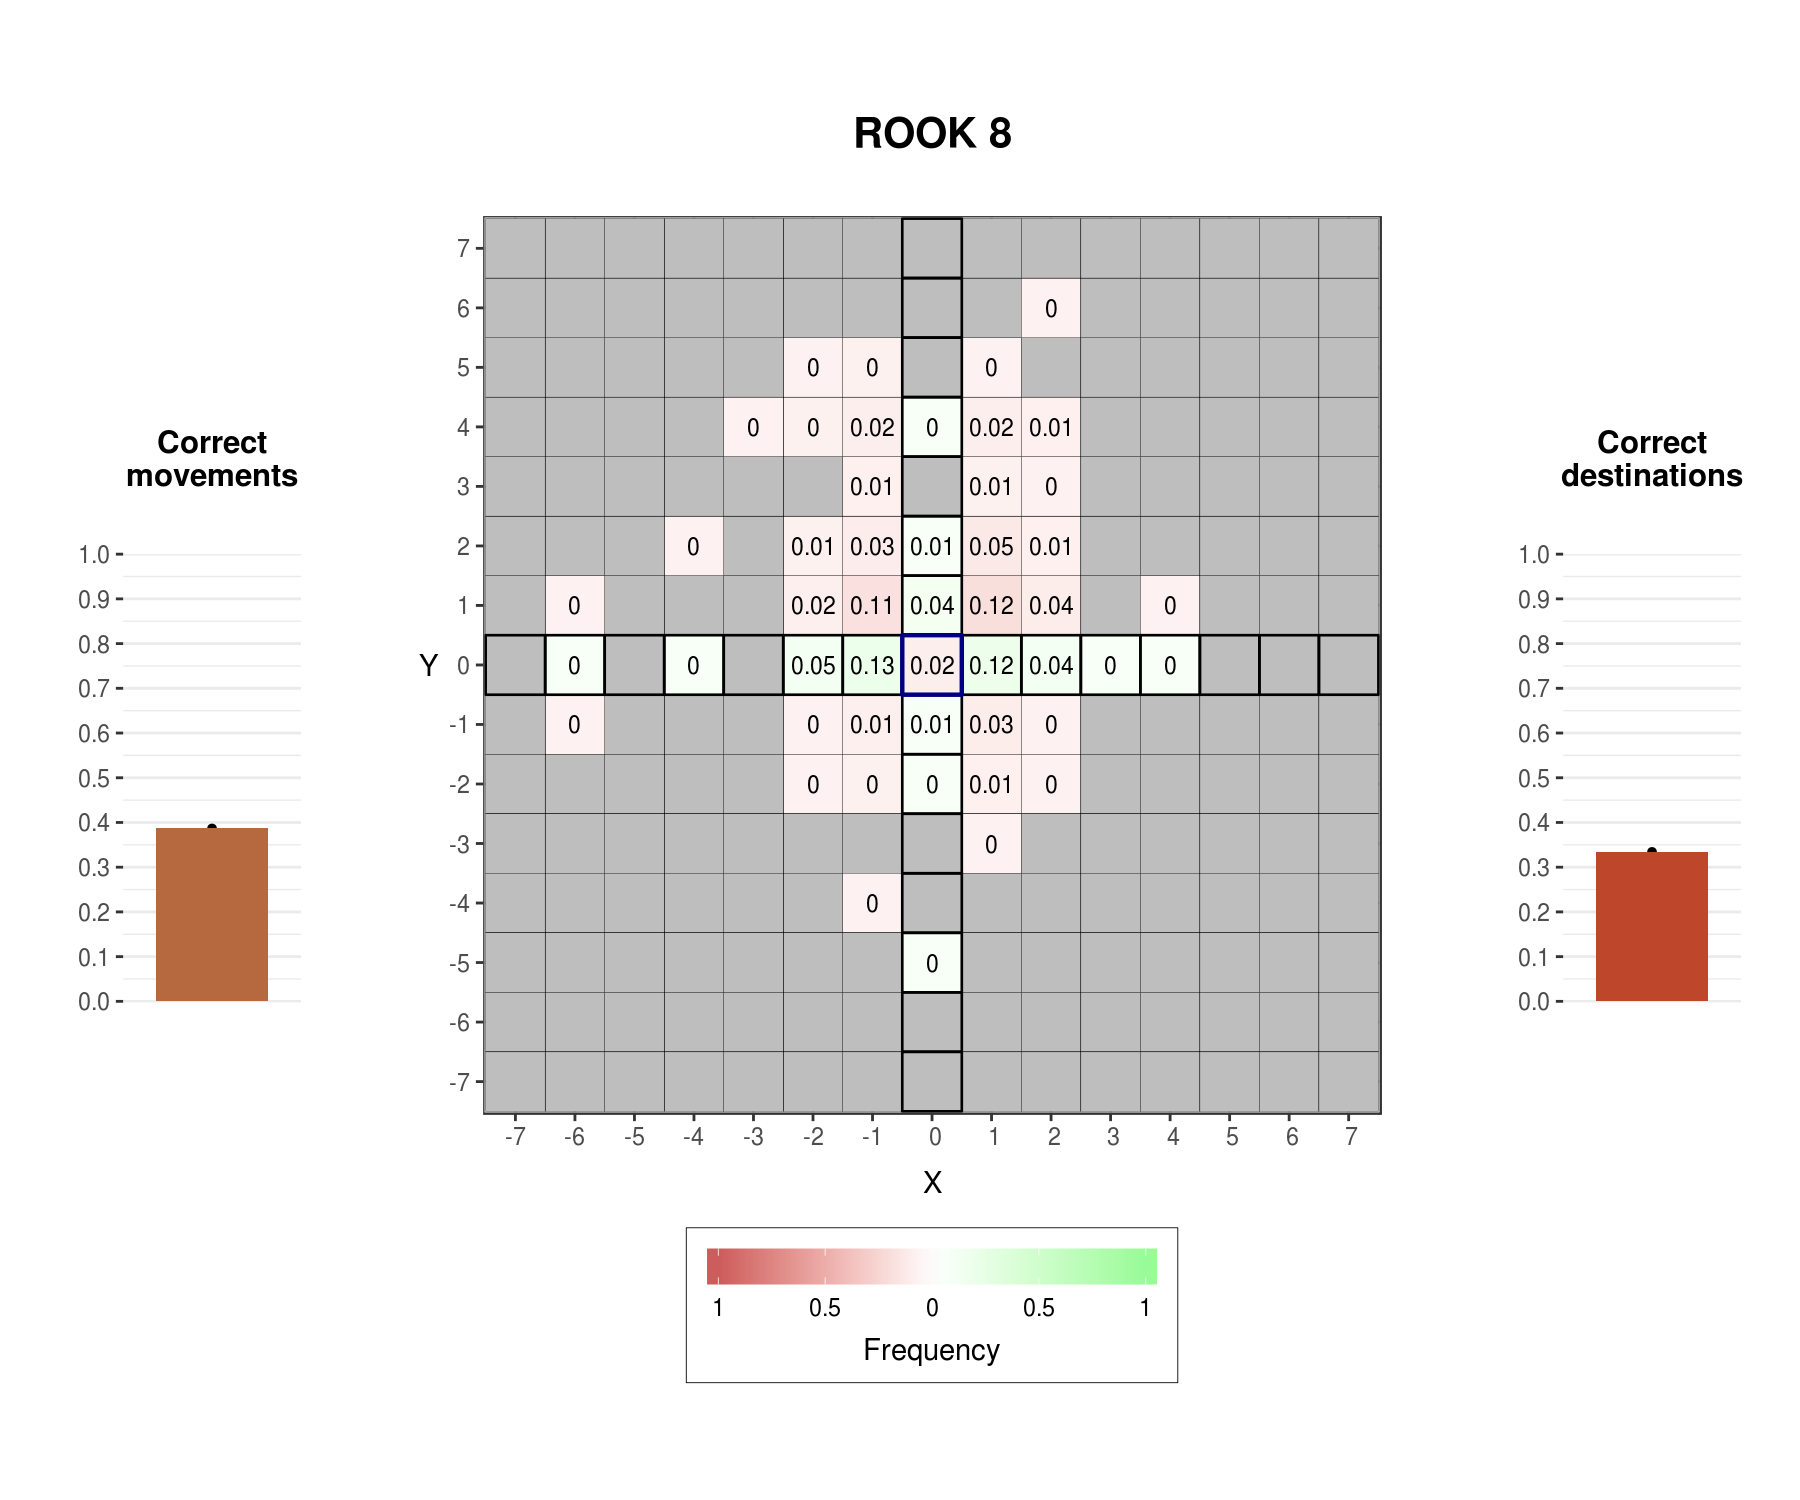 ROOK 8
Correct
movements
1.0
0.9
0.8
0.7
0.6
0.5
0.4
0.3
0.2
0.1
0.0
Y
7
6 0
5 0 0 0
4 0 0 0.02 0 0.02 0.01
3 0.01 0.01 0
2 0 0.01 0.03 0.01 0.05 0.01
1 0 0.02 0.11 0.04 0.12 0.04 0
0 0 0 0.05 0.13 0.02 0.12 0.04 0 0
-1 0 0 0.01 0.01 0.03 0
-2 0 0 0 0.01 0
-3 0
-4 0
-5 0
-6
-7
-7 -6 -5 -4 -3 -2 -1 0 1 2 3 4 5 6 7
X
1 0.5 0 0.5 1
Frequency
Correct
destinations
1.0
0.9
0.8
0.7
0.6
0.5
0.4
0.3
0.2
0.1
0.0